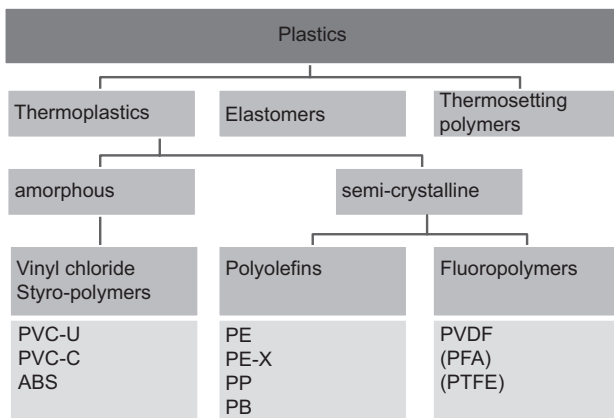 Plastics
Thermoplastics
Elastomers
Thermosetting
polymers
amorphous
semi-crystalline
Vinyl chloride
Styro-polymers
Polyolefins
Fluoropolymers
PVC-U
PVC-C
ABS
PE
PE-X
PP
PB
PVDF
(PFA)
(PTFE)